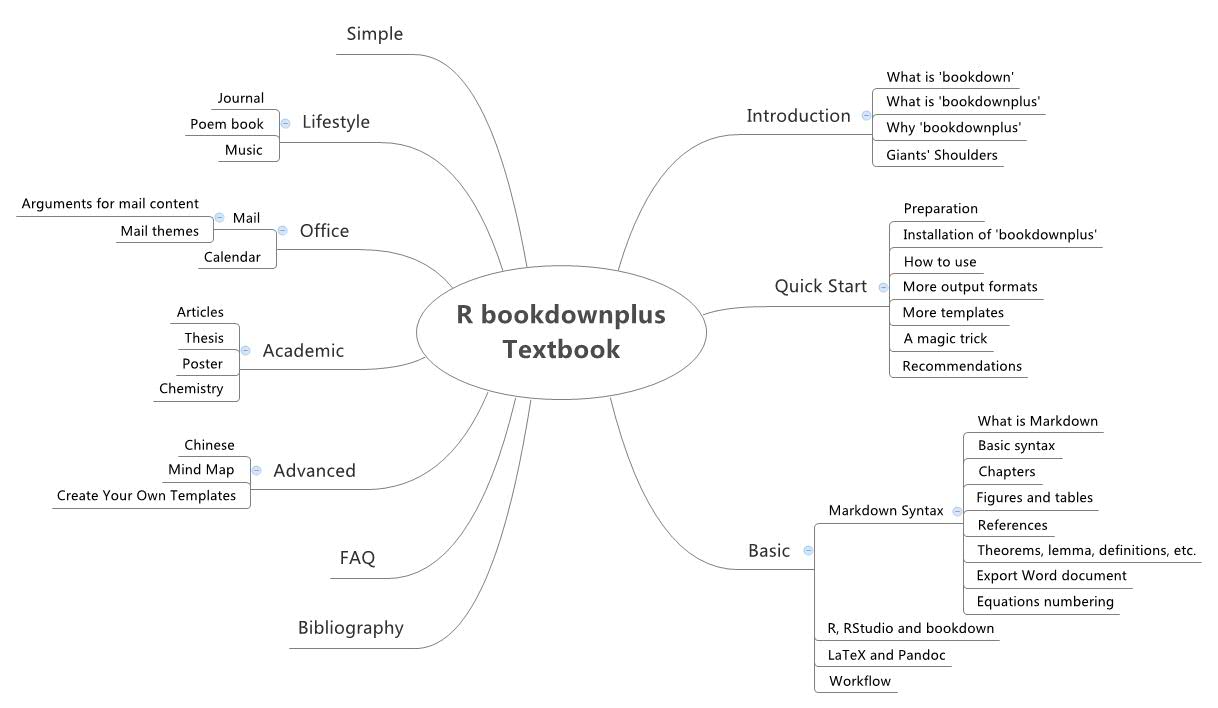 R bookdownplus
Textbook
Introduction
What is 'bookdown'
What is 'bookdownplus'
Why 'bookdownplus'
Giants' Shoulders
Quick Start
Preparation
Installation of 'bookdownplus'
How to use
More output formats
More templates
A magic trick
Recommendations
Basic
Markdown Syntax
What is Markdown
Basic syntax
Chapters
Figures and tables
References
Theorems, lemma, definitions, etc.
Export Word document
Equations numbering
R, RStudio and bookdown
LaTeX and Pandoc
Workflow
Simple
Lifestyle
Journal
Poem book
Music
Office
Mail
Arguments for mail content
Mail themes
Calendar
Academic
Articles
Thesis
Poster
Chemistry
Advanced
Chinese
Mind Map
Create Your Own Templates
FAQ
Bibliography